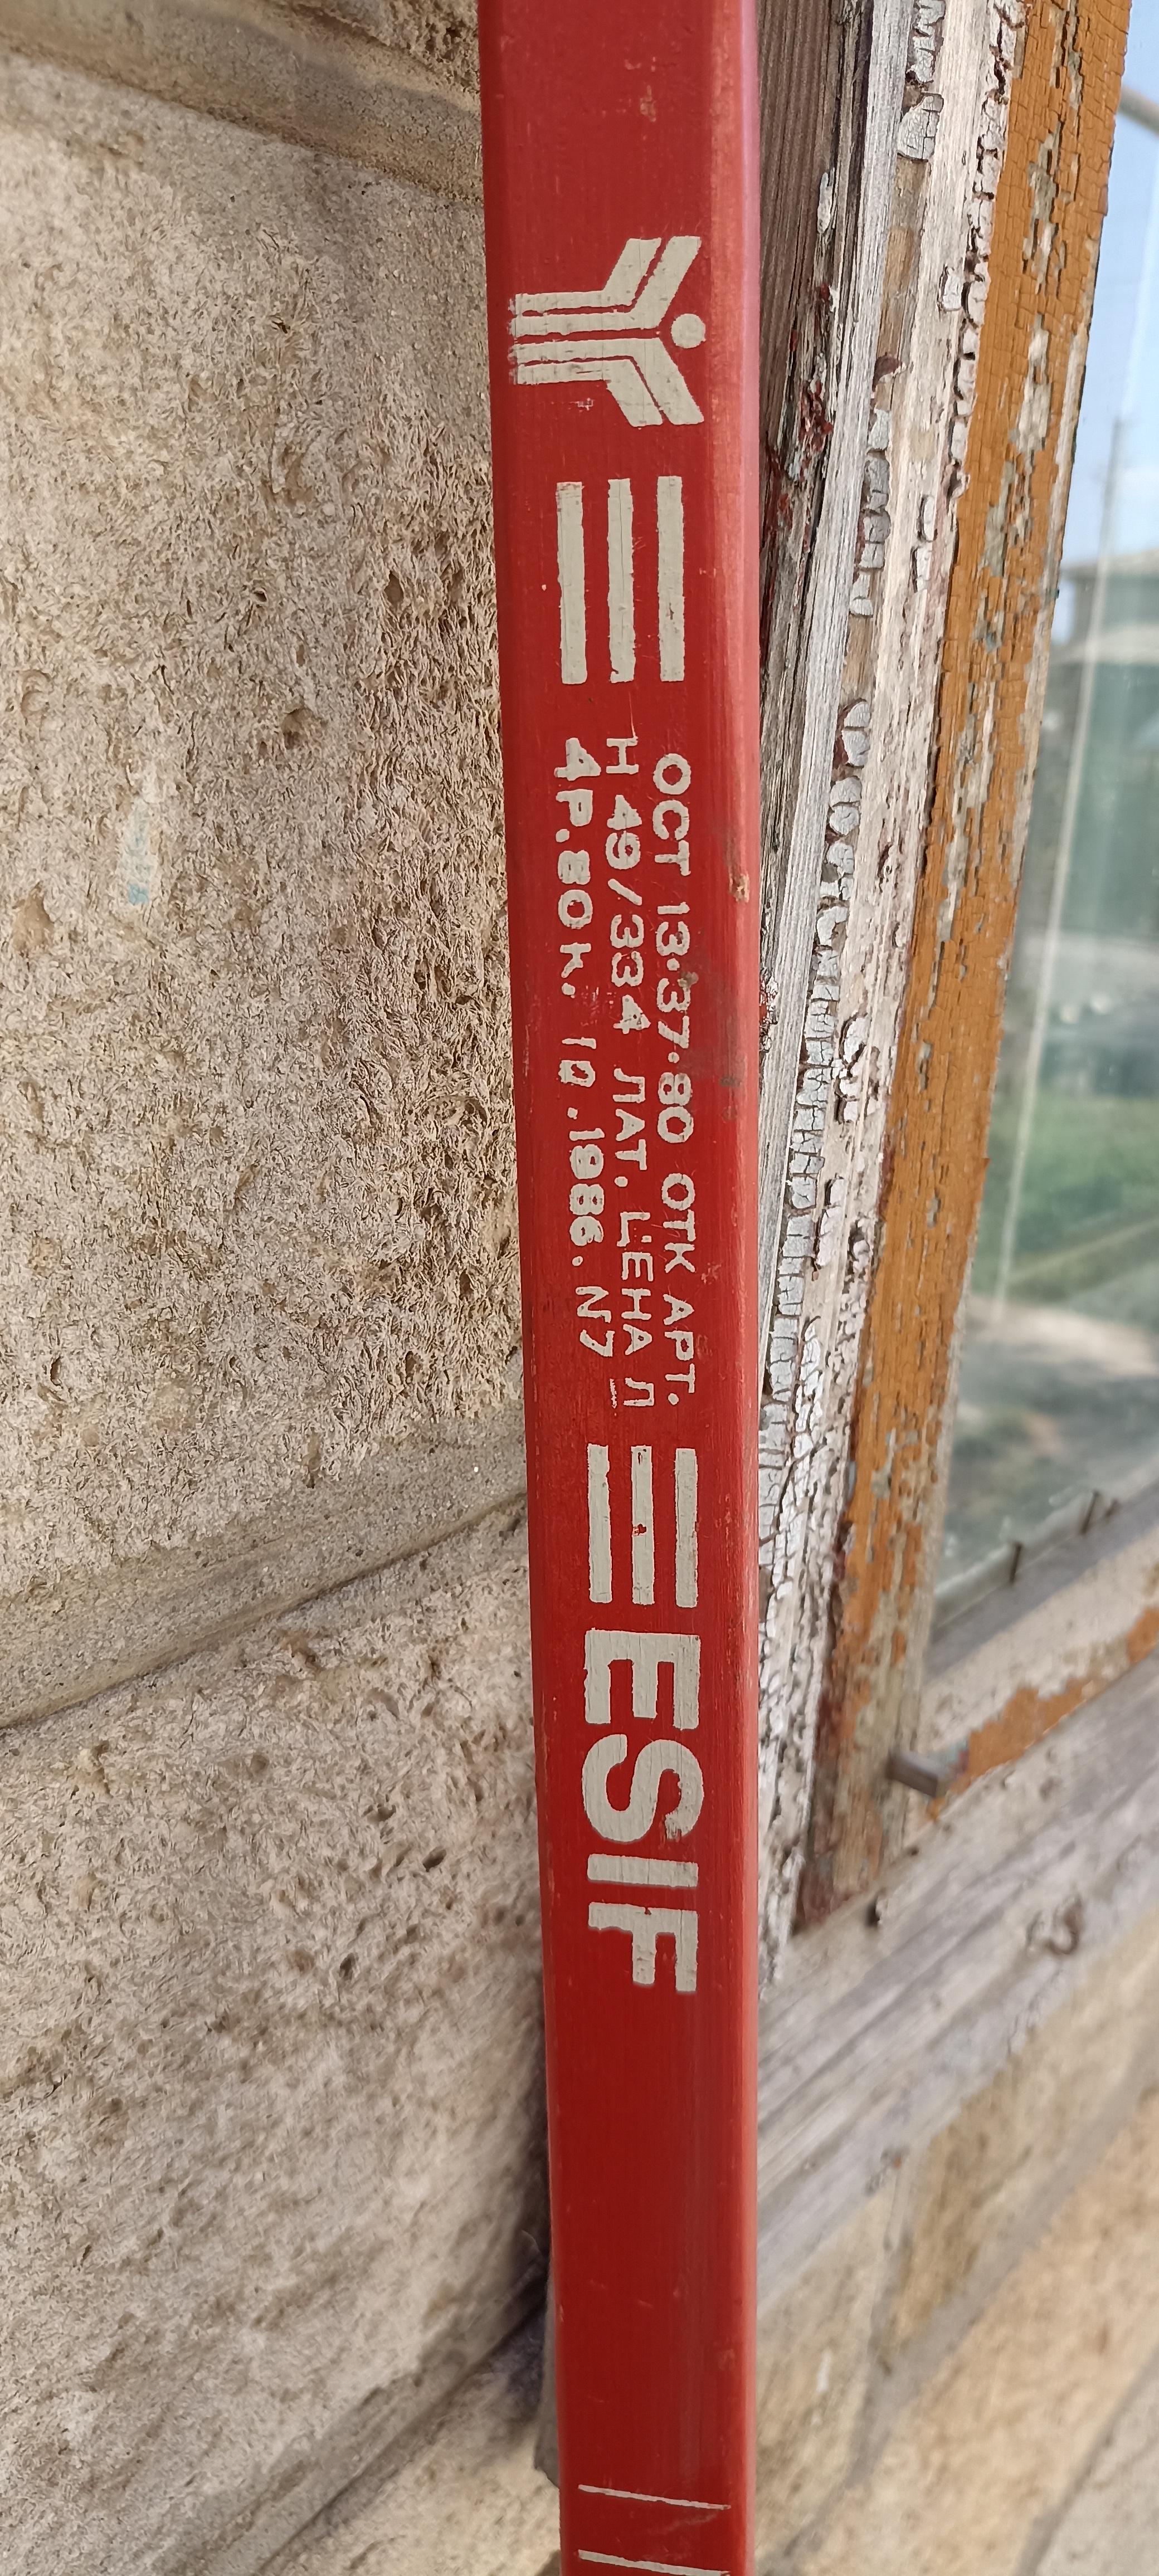 ОСТ 13·37·80 ОТК АРТ.
Н 49/334 ЛАТ. ЦЕНА Л
4Р.80К. 10.1986. N7
ESIF